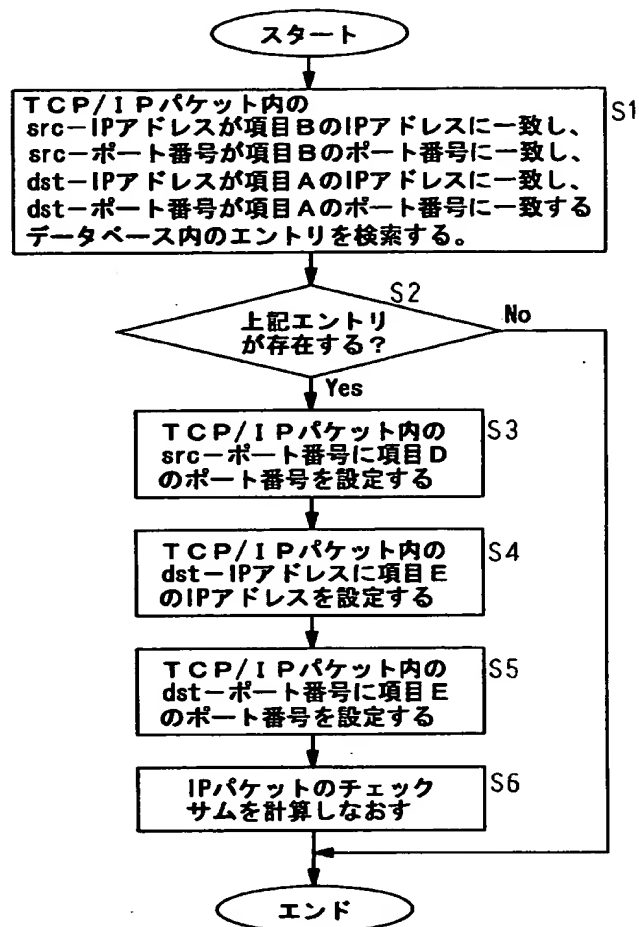 スタート
TCP/IPパケット内の
src-IPアドレスが項目BのIPアドレスに一致し、
src-ポート番号が項目Bのポート番号に一致し、
dst-IPアドレスが項目AのIPアドレスに一致し、
dst-ポート番号が項目Aのポート番号に一致する
データベース内のエントリを検索する。
S1
S2
上記エントリ
が存在する?
No
Yes
TCP/IPパケット内の
src-ポート番号に項目D
のポート番号を設定する
S3
TCP/IPパケット内の
dst-IPアドレスに項目E
のIPアドレスを設定する
S4
TCP/IPパケット内の
dst-ポート番号に項目E
のポート番号を設定する
S5
IPパケットのチェック
サムを計算しなおす
S6
エンド